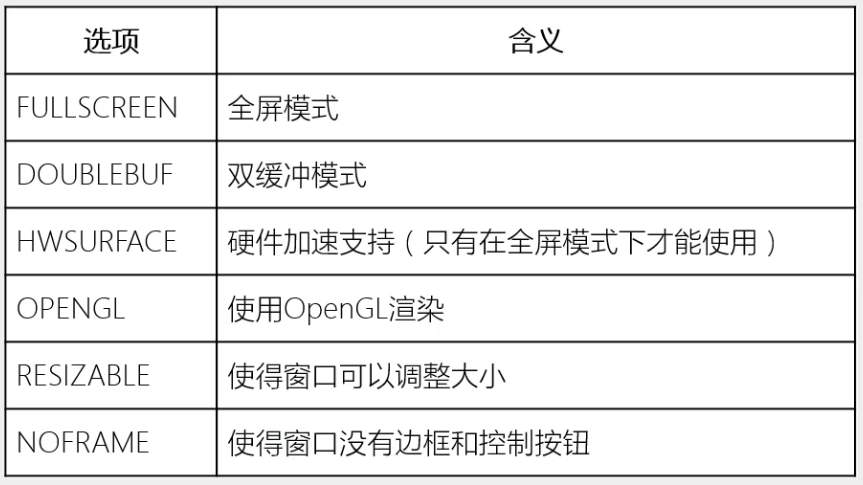 选项 含义
FULLSCREEN 全屏模式
DOUBLEBUF 双缓冲模式
HWSURFACE 硬件加速支持（只有在全屏模式下才能使用）
OPENGL 使用OpenGL渲染
RESIZABLE 使得窗口可以调整大小
NOFRAME 使得窗口没有边框和控制按钮